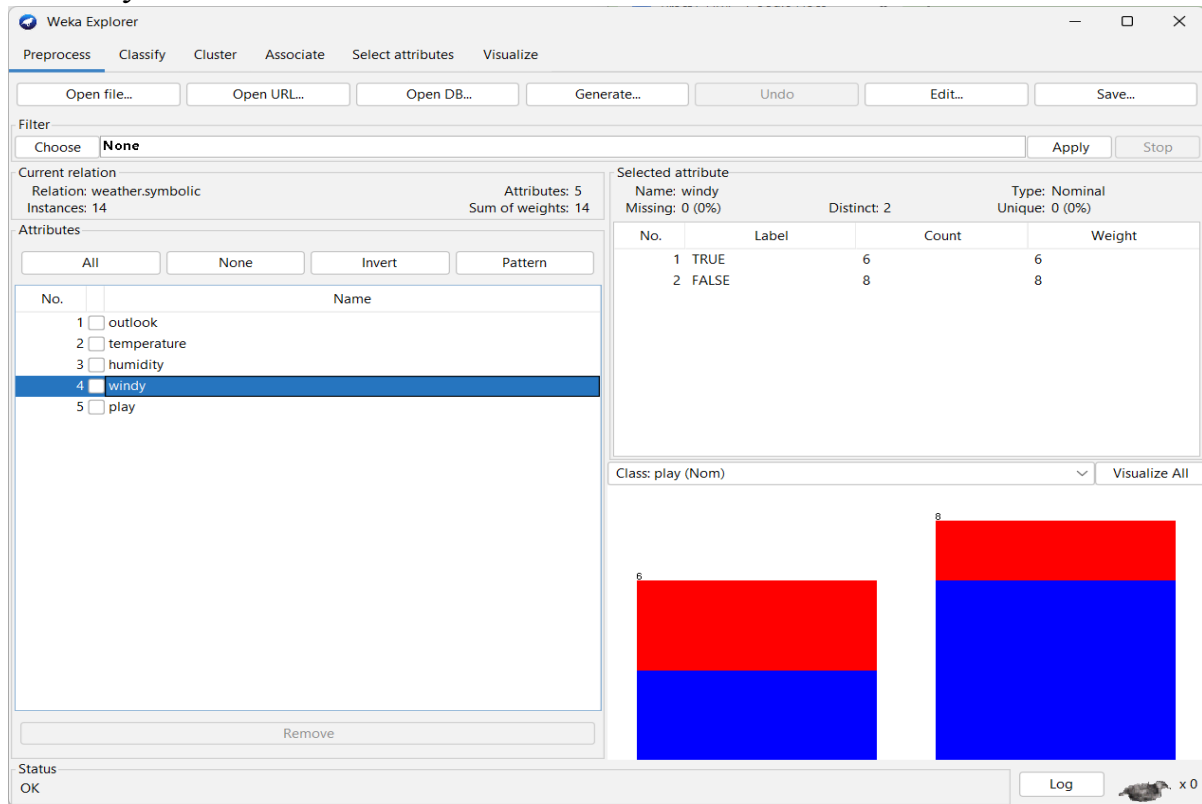 Weka Explorer
Preprocess Classify Cluster Associate Select attributes Visualize
Open file... Open URL... Open DB... Generate... Undo Edit... Save...
Filter
Choose None Apply Stop
Current relation
Relation: weather.symbolic Attributes: 5
Instances: 14 Sum of weights: 14
Attributes
All None Invert Pattern
No. Name
1 outlook
2 temperature
3 humidity
4 windy
5 play
Remove
Selected attribute
Name: windy Type: Nominal
Missing: 0 (0%) Distinct: 2 Unique: 0 (0%)
No. Label Count Weight
1 TRUE 6 6
2 FALSE 8 8
Class: play (Nom) Visualize All
6 8
Status
OK Log x 0